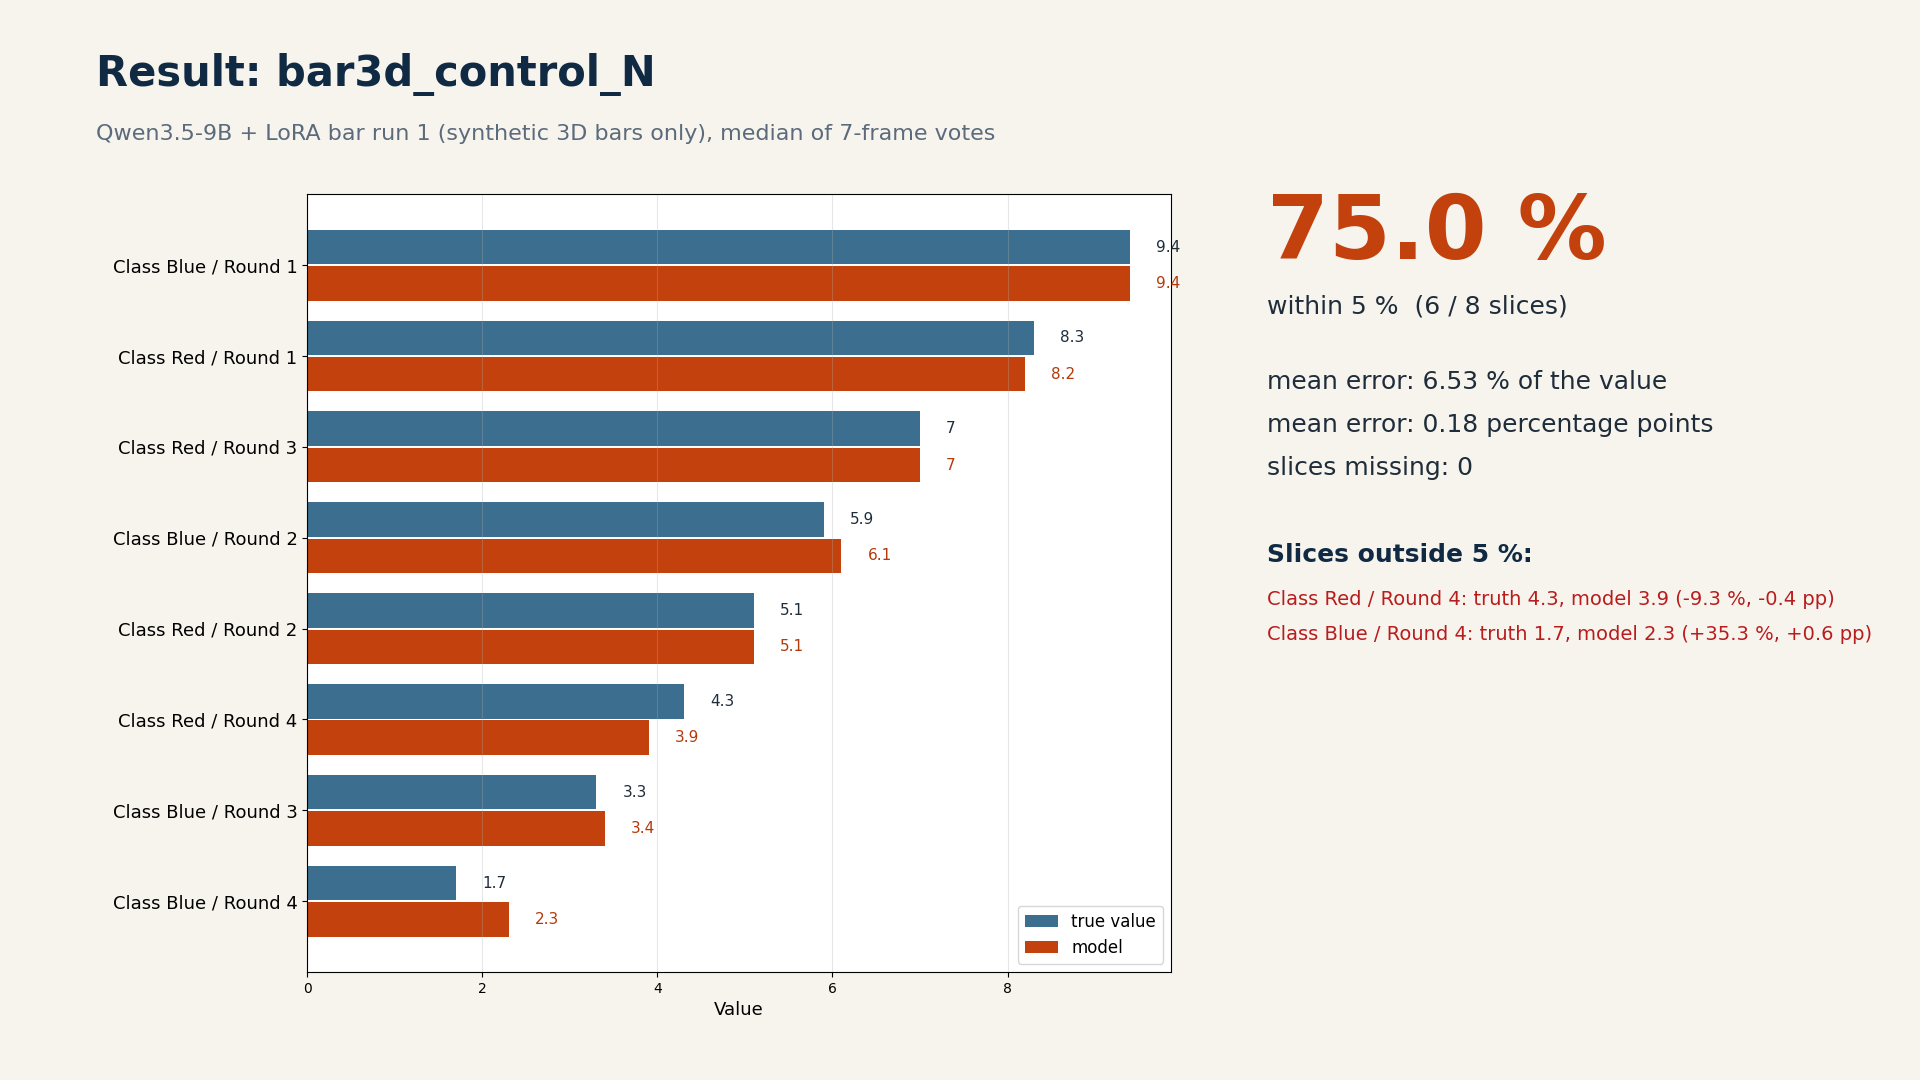 Result: bar3d_control_N
Qwen3.5-9B + LoRA bar run 1 (synthetic 3D bars only), median of 7-frame votes
Class Blue / Round 1
9.4
9.4
Class Red / Round 1
8.3
8.2
Class Red / Round 3
7
7
Class Blue / Round 2
5.9
6.1
Class Red / Round 2
5.1
5.1
Class Red / Round 4
4.3
3.9
Class Blue / Round 3
3.3
3.4
Class Blue / Round 4
1.7
2.3
true value
model
0 2 4 6 8
Value
75.0 %
within 5 %  (6 / 8 slices)
mean error: 6.53 % of the value
mean error: 0.18 percentage points
slices missing: 0
Slices outside 5 %:
Class Red / Round 4: truth 4.3, model 3.9 (-9.3 %, -0.4 pp)
Class Blue / Round 4: truth 1.7, model 2.3 (+35.3 %, +0.6 pp)